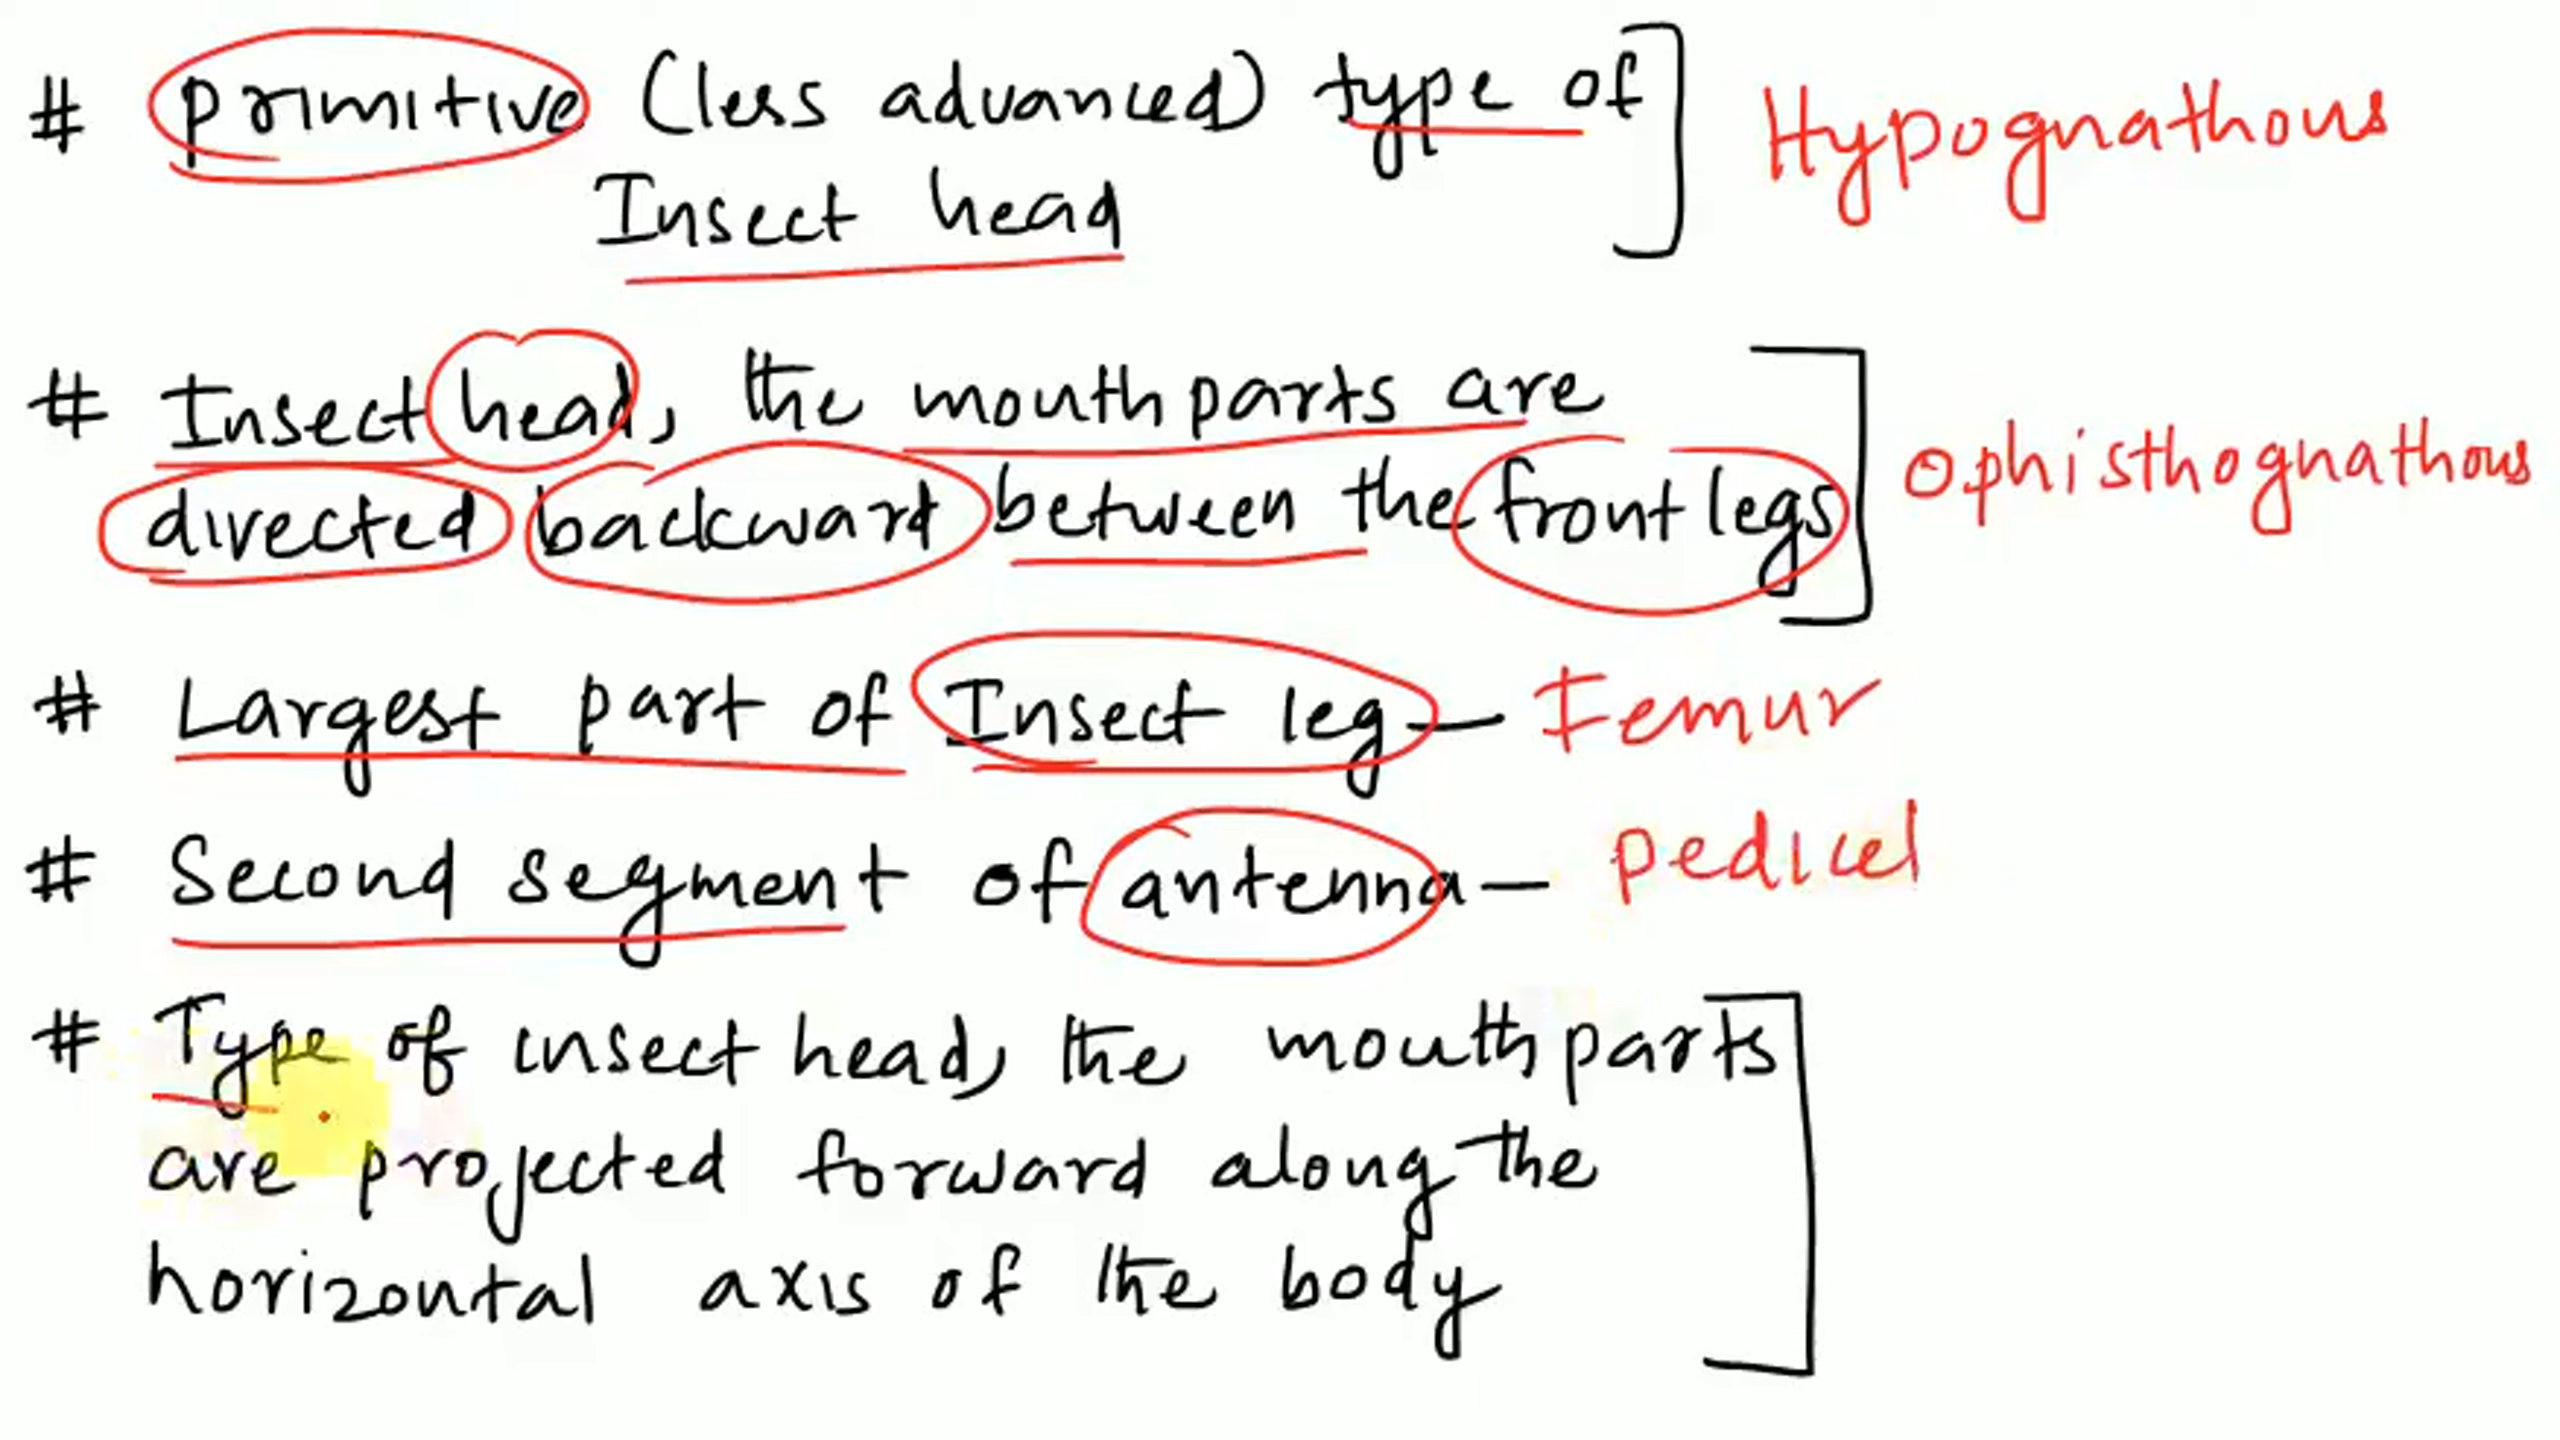 # primitive (less advanced) type of
Insect head
Hypognathous
# Insect head, the mouthparts are
directed backward between the front legs
Ophisthognathous
# Largest part of Insect leg — Femur
# Second segment of antenna — pedicel
# Type of insect head, the mouthparts
are projected forward along the
horizontal axis of the body